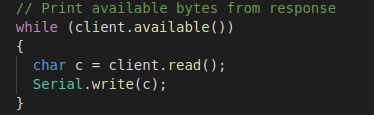 // Print available bytes from response
while (client.available())
{
  char c = client.read();
  Serial.write(c);
}